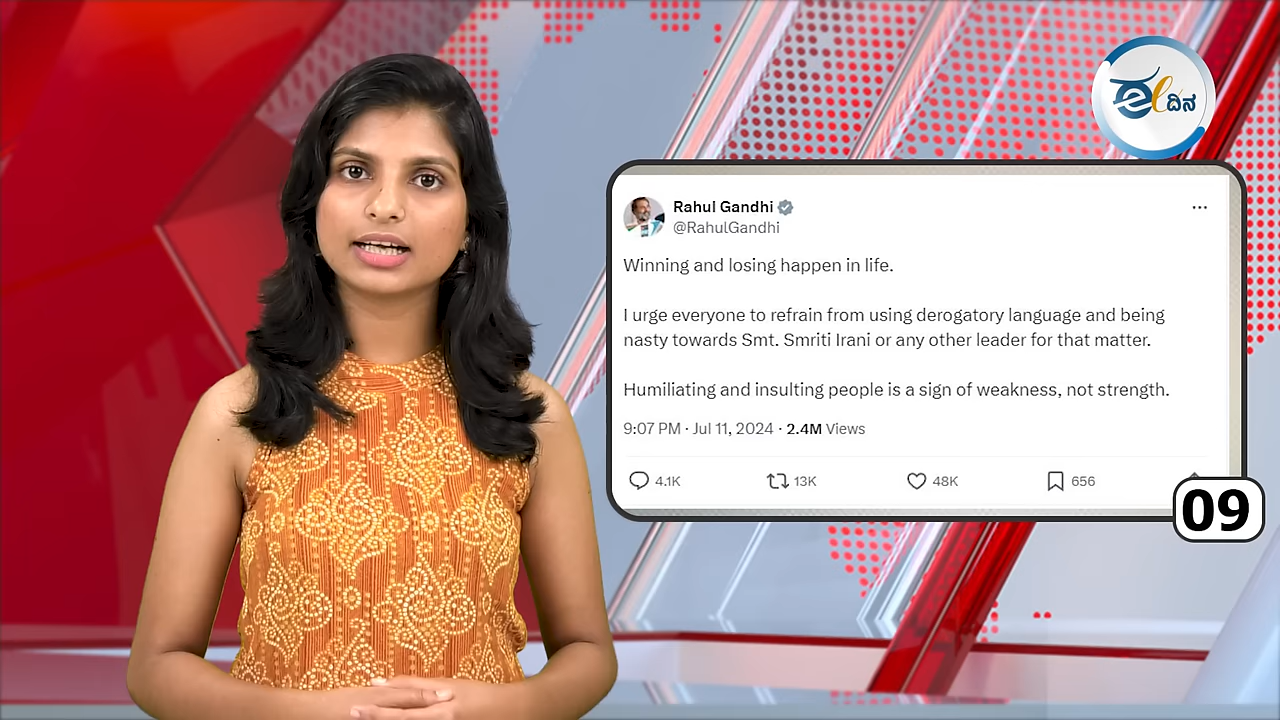 ಈ ದಿನ
Rahul Gandhi
@RahulGandhi
Winning and losing happen in life.
I urge everyone to refrain from using derogatory language and being
nasty towards Smt. Smriti Irani or any other leader for that matter.
Humiliating and insulting people is a sign of weakness, not strength.
9:07 PM · Jul 11, 2024 · 2.4M Views
4.1K 13K 48K 656
09